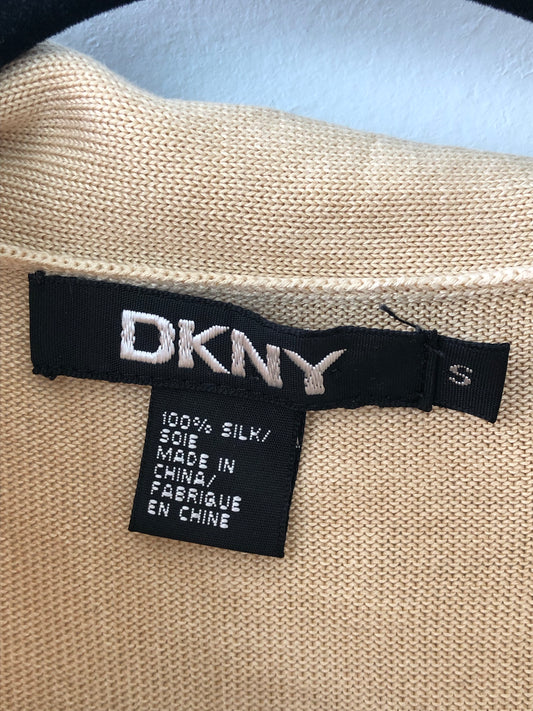 DKNY
S
100% SILK/
SOIE
MADE IN
CHINA/
FABRIQUE
EN CHINE